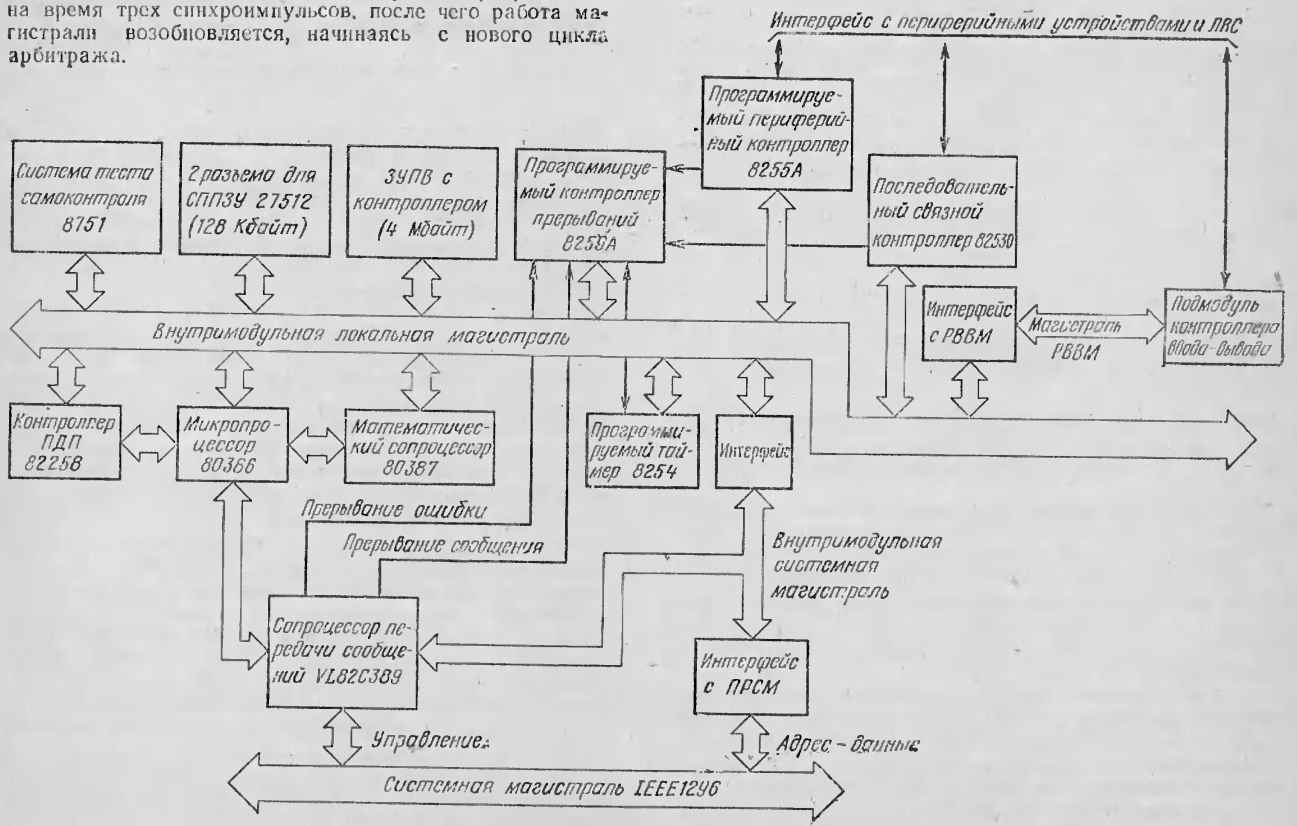 на время трех синхроимпульсов, после чего работа ма-
гистрали возобновляется, начинаясь с нового цикла
арбитража.
Интерфейс с периферийными устройствами и ЛВС
Программируе-
мый периферий-
ный контроллер
8255А
Система теста
самоконтроля
8751
2 разъема для
СППЗУ 27512
(128 Кбайт)
ЗУПВ с
контроллером
(4 Мбайт)
Программируе-
мый контроллер
прерываний
8259А
Последователь-
ный связной
контроллер 82530
Интерфейс
с РВВМ
Магистраль
РВВМ
Подмодуль
контроллера
ввода-вывода
Внутримодульная локальная магистраль
Контроллер
ПДП
82258
Микропро-
цессор
80386
Математичес-
кий сопроцессор
80387
Программи-
руемый тай-
мер 8254
Интерфейс
Прерывание ошибки
Прерывание сообщения
Внутримодульная
системная
магистраль
Сопроцессор пе-
редачи сообще-
ний VL82C389
Интерфейс
с ПРСМ
Управление
Адрес-данные
Системная магистраль IEEE1296